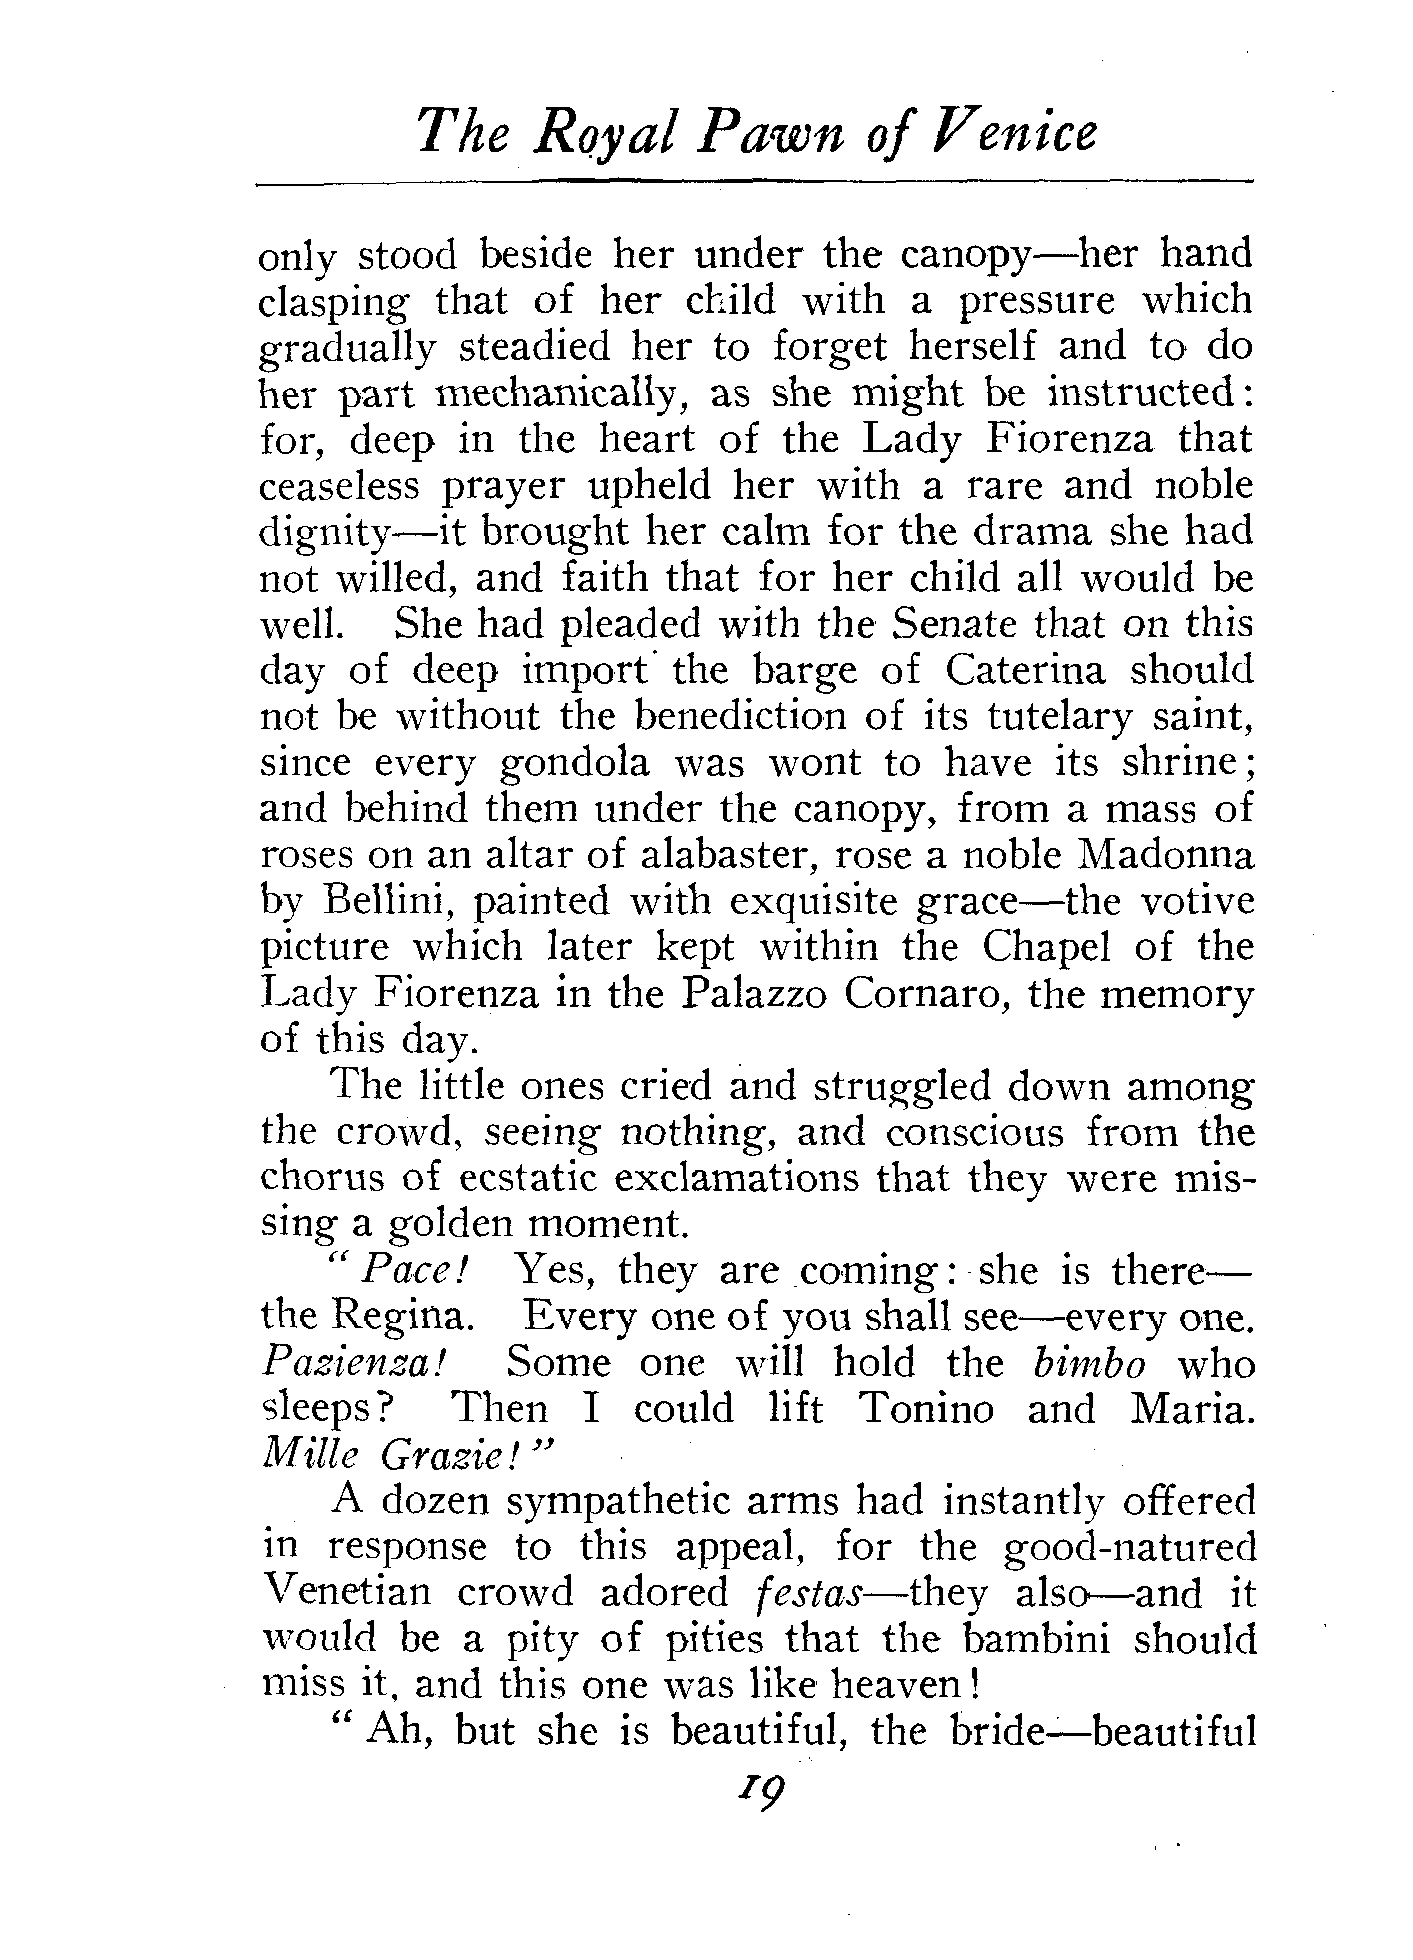 The Royal Pawn of Venice
only stood beside her under the canopy—her hand
clasping that of her child with a pressure which
gradually steadied her to forget herself and to do
her part mechanically, as she might be instructed:
for, deep in the heart of the Lady Fiorenza that
ceaseless prayer upheld her with a rare and noble
dignity—it brought her calm for the drama she had
not willed, and faith that for her child all would be
well. She had pleaded with the Senate that on this
day of deep import the barge of Caterina should
not be without the benediction of its tutelary saint,
since every gondola was wont to have its shrine;
and behind them under the canopy, from a mass of
roses on an altar of alabaster, rose a noble Madonna
by Bellini, painted with exquisite grace—the votive
picture which later kept within the Chapel of the
Lady Fiorenza in the Palazzo Cornaro, the memory
of this day.
The little ones cried and struggled down among
the crowd, seeing nothing, and conscious from the
chorus of ecstatic exclamations that they were mis-
sing a golden moment.
"Pace! Yes, they are coming: she is there—
the Regina. Every one of you shall see—every one.
Pazienza! Some one will hold the bimbo who
sleeps? Then I could lift Tonino and Maria.
Mille Grazie!"
A dozen sympathetic arms had instantly offered
in response to this appeal, for the good-natured
Venetian crowd adored festas—they also—and it
would be a pity of pities that the bambini should
miss it, and this one was like heaven!
"Ah, but she is beautiful, the bride—beautiful
19